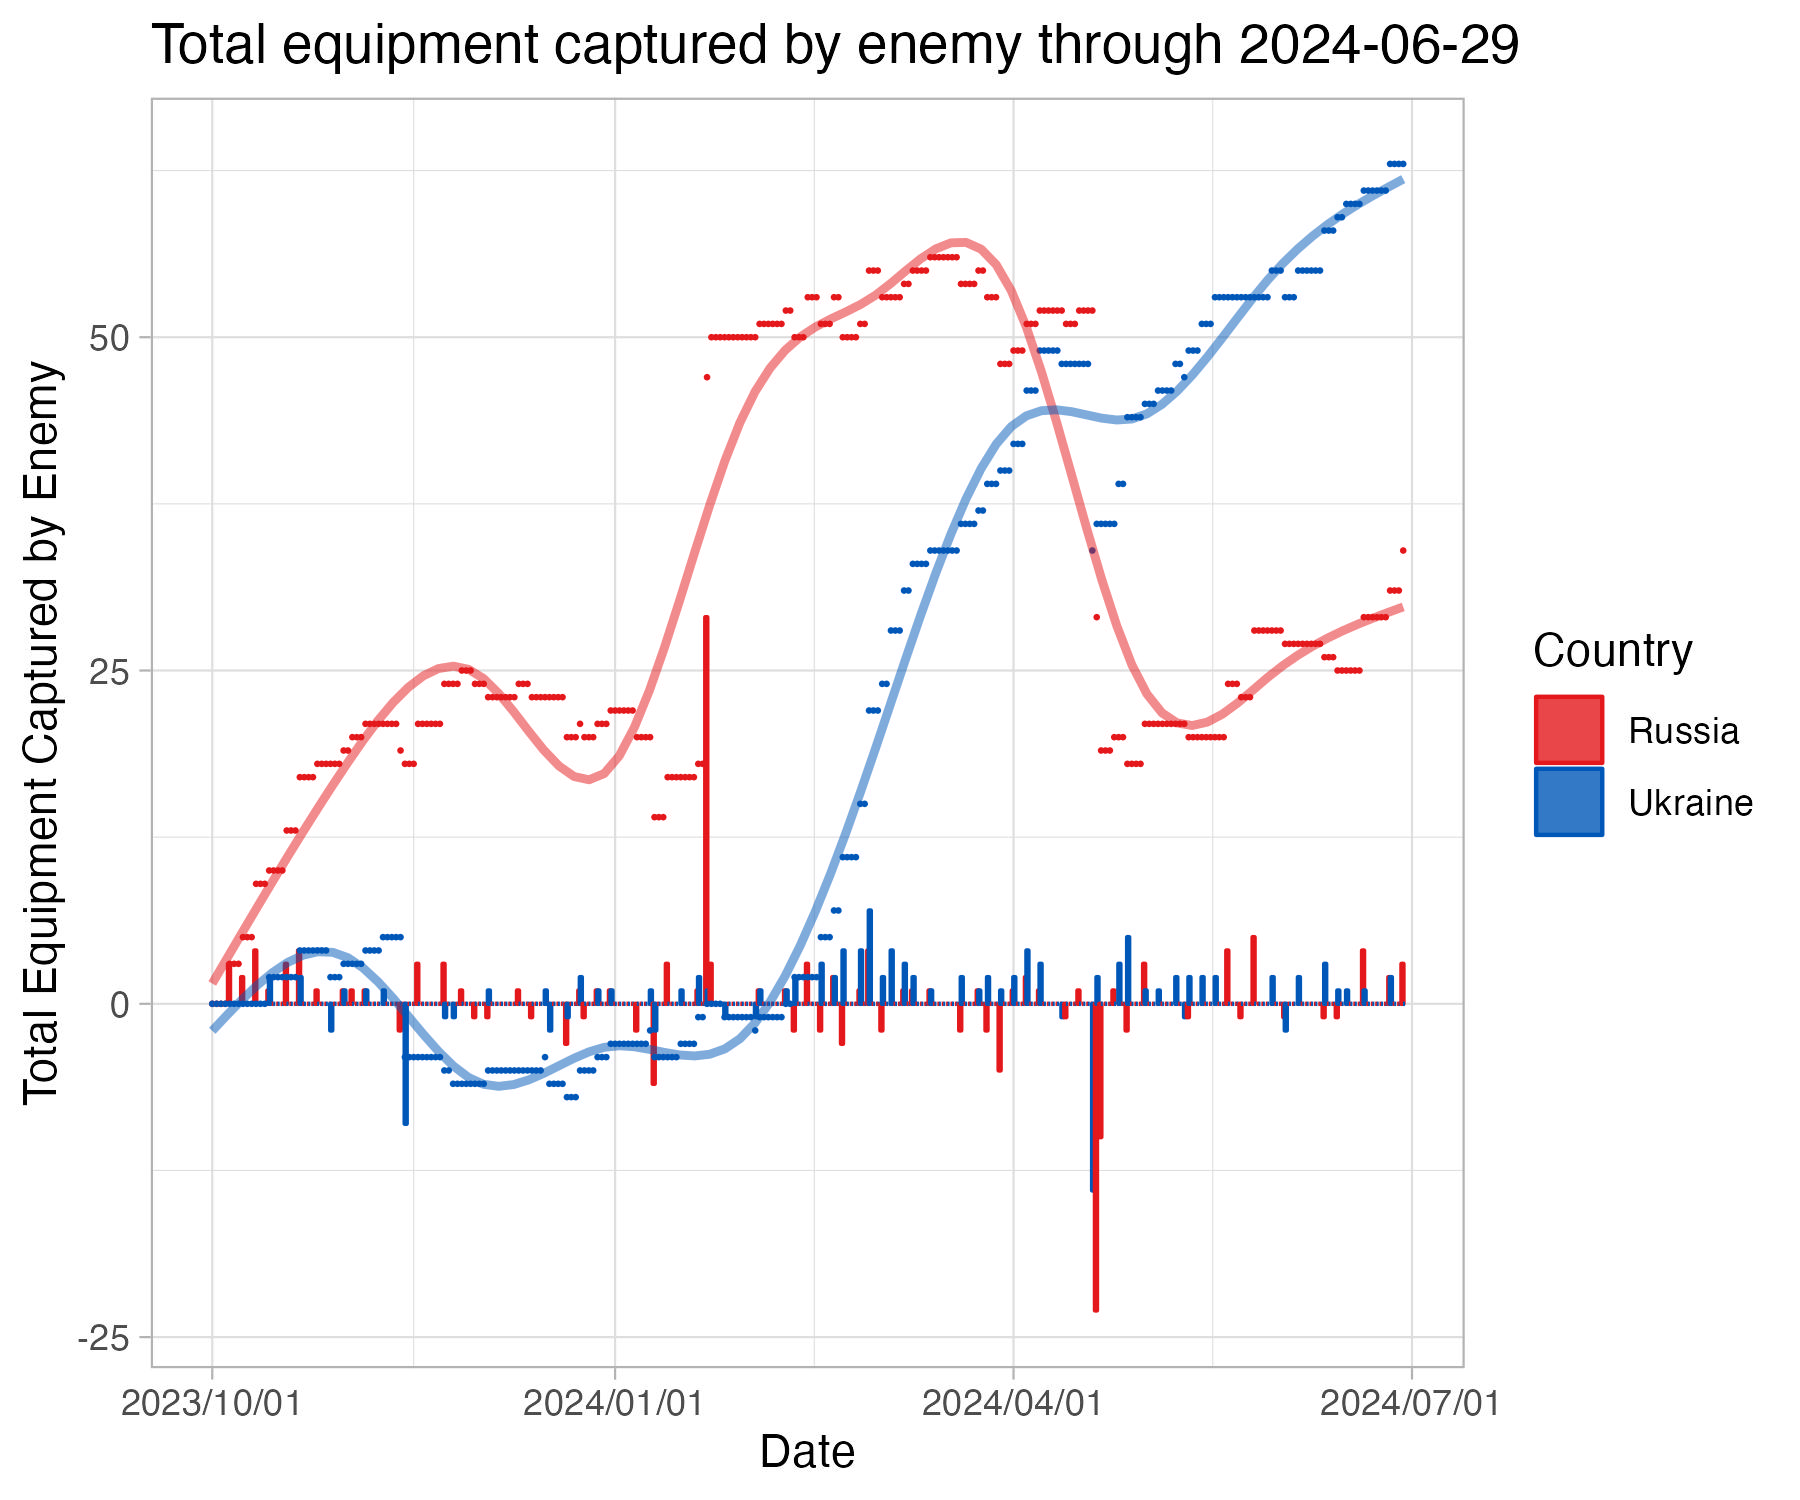 Total equipment captured by enemy through 2024-06-29
Total Equipment Captured by Enemy
50
25
0
-25
2023/10/01
2024/01/01
2024/04/01
2024/07/01
Date
Country
Russia
Ukraine